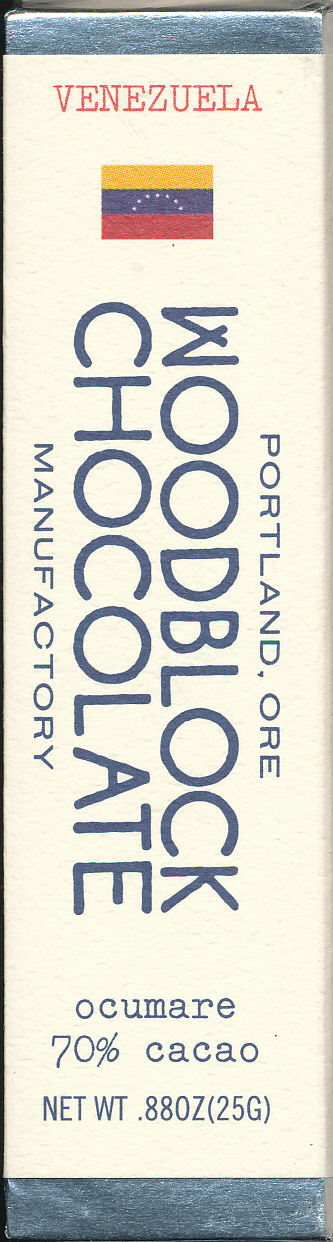 VENEZUELA
PORTLAND, ORE
WOODBLOCK
CHOCOLATE
MANUFACTORY
ocumare
70% cacao
NET WT .88OZ(25G)